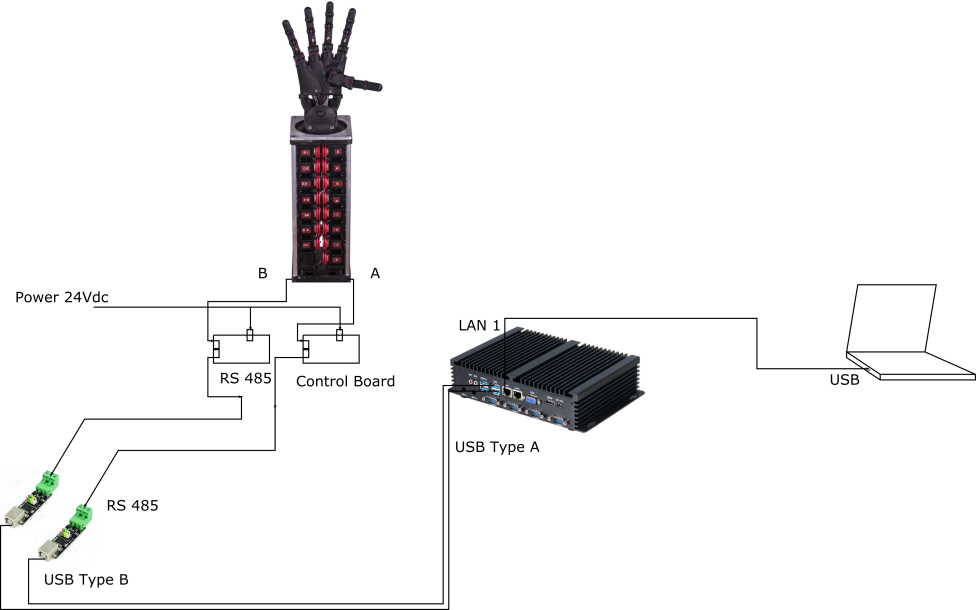 B
A
Power 24Vdc
LAN 1
RS 485
Control Board
USB
USB Type A
RS 485
USB Type B